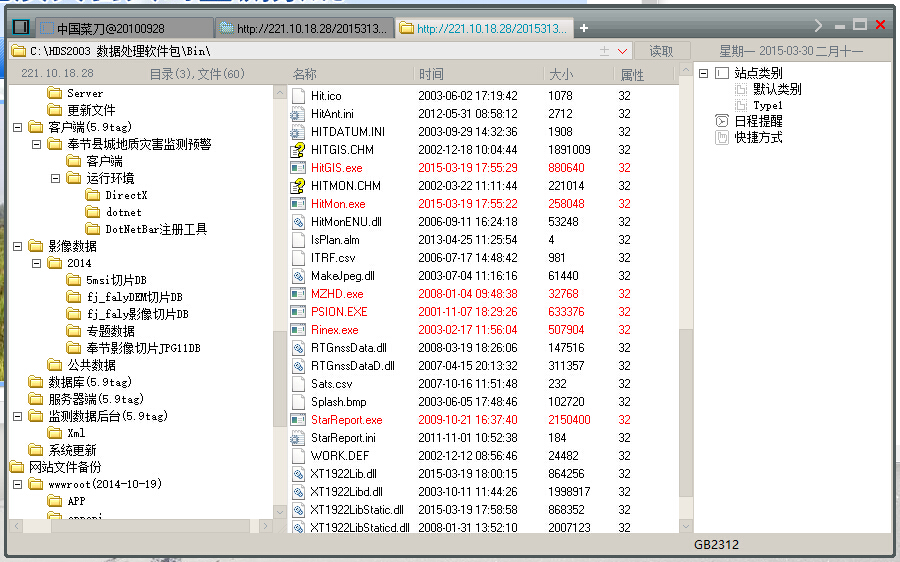 中国菜刀@20100928
http://221.10.18.28/2015313...
http://221.10.18.28/2015313...
C:\HDS2003 数据处理软件包\Bin\
读取
星期一 2015-03-30 二月十一
221.10.18.28 目录(3),文件(60)
名称 时间 大小 属性
Server
更新文件
客户端(5.9tag)
奉节县城地质灾害监测预警
客户端
运行环境
DirectX
dotnet
DotNetBar注册工具
影像数据
2014
5msi切片DB
fj_falyDEM切片DB
fj_faly影像切片DB
专题数据
奉节影像切片JPG11DB
公共数据
数据库(5.9tag)
服务器端(5.9tag)
监测数据后台(5.9tag)
Xml
系统更新
网站文件备份
wwwroot(2014-10-19)
APP
Hit.ico 2003-06-02 17:19:42 1078 32
HitAnt.ini 2012-05-31 08:58:12 2712 32
HITDATUM.INI 2003-09-29 14:32:36 1908 32
HITGIS.CHM 2002-12-18 10:04:44 1891009 32
HitGIS.exe 2015-03-19 17:55:29 880640 32
HITMON.CHM 2002-03-22 11:11:44 221014 32
HitMon.exe 2015-03-19 17:55:22 258048 32
HitMonENU.dll 2006-09-11 16:24:18 53248 32
IsPlan.alm 2013-04-25 11:25:54 4 32
ITRF.csv 2006-07-17 14:48:42 981 32
MakeJpeg.dll 2003-07-04 11:16:16 61440 32
MZHD.exe 2008-01-04 09:48:38 32768 32
PSION.EXE 2001-11-07 18:29:26 633376 32
Rinex.exe 2003-02-17 11:56:04 507904 32
RTGnssData.dll 2008-03-19 18:26:06 147516 32
RTGnssDataD.dll 2007-04-15 20:13:32 311357 32
Sats.csv 2007-10-16 11:51:48 232 32
Splash.bmp 2003-06-05 17:48:46 102720 32
StarReport.exe 2009-10-21 16:37:40 2150400 32
StarReport.ini 2011-11-01 10:52:38 184 32
WORK.DEF 2002-12-12 08:56:46 24482 32
XT1922Lib.dll 2015-03-19 18:00:15 864256 32
XT1922Libd.dll 2003-10-11 11:44:26 1998917 32
XT1922LibStatic.dll 2015-03-19 17:58:58 868352 32
XT1922LibStaticd.dll 2008-01-31 13:52:10 2007123 32
站点类别
默认类别
Type1
日程提醒
快捷方式
GB2312